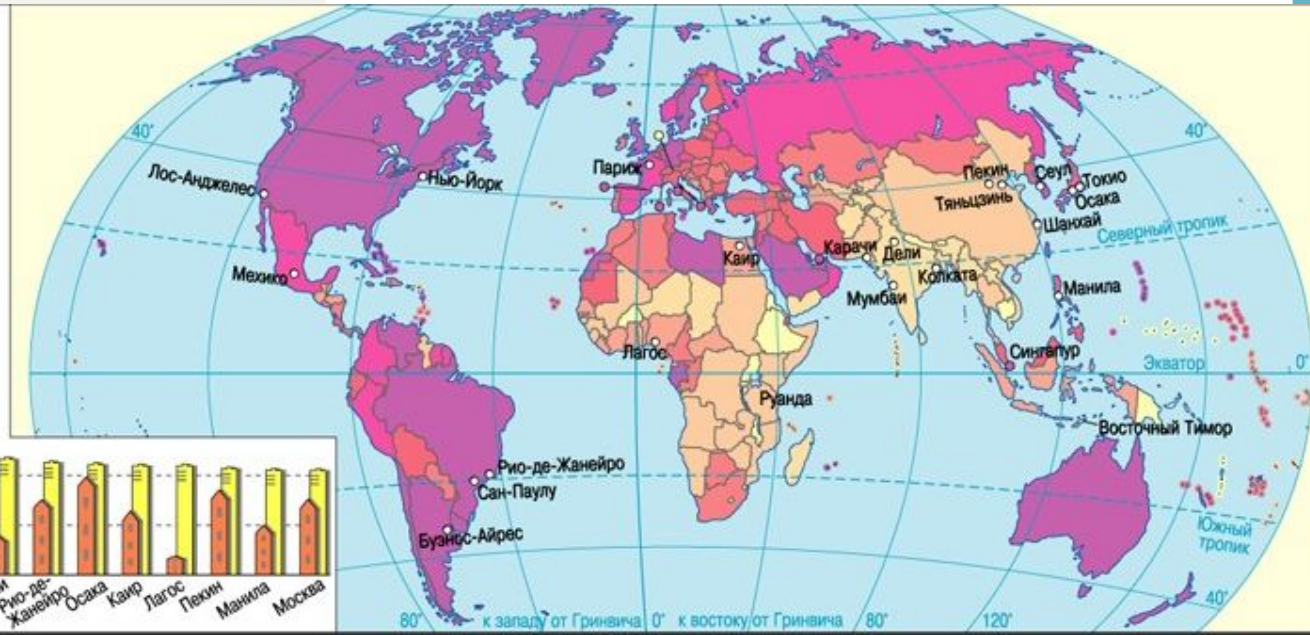 40°
40°
Лос-Анджелес
Нью-Йорк
Париж
Пекин
Сеул
Токио
Тяньцзинь
Осака
Шанхай
Северный тропик
Мехико
Каир
Карачи
Дели
Колката
Мумбаи
Манила
Лагос
Сингапур
Экватор
0°
Руанда
Восточный Тимор
Рио-де-Жанейро
Сан-Паулу
Буэнос-Айрес
Южный
тропик
40°
80°
к западу от Гринвича
0°
к востоку от Гринвича
80°
120°
и
Рио-де-
Жанейро
Осака
Каир
Лагос
Пекин
Манила
Москва